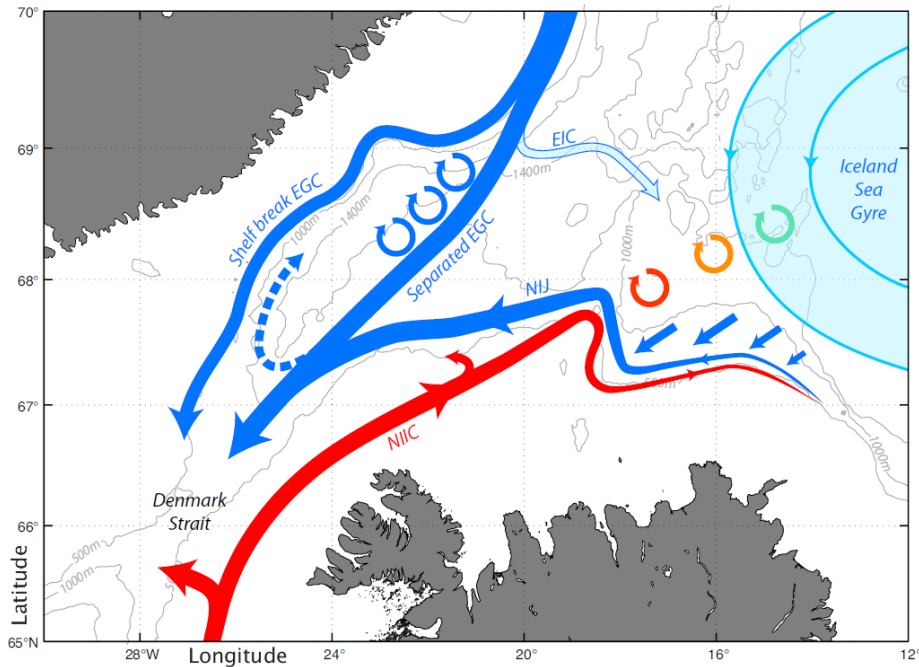 70°
69°
68°
67°
66°
65°N
Latitude
28°W
24°
20°
16°
12°
Longitude
EIC
1400m
Iceland
Sea
Gyre
Shelf break EGC
1000m
1400m
Separated EGC
1000m
NIJ
500m
NIIC
1000m
Denmark
Strait
500m
1000m